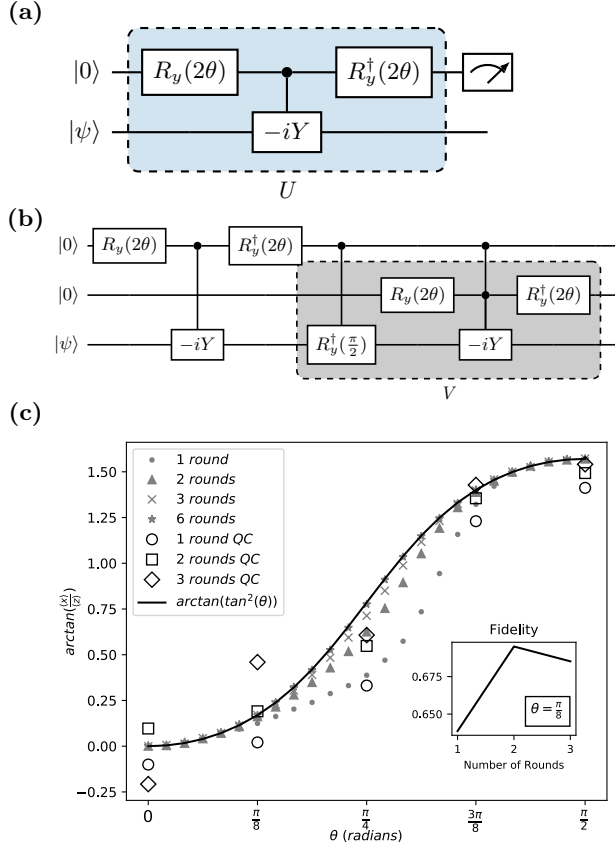 (a)
|0⟩ R_y(2θ) R_y^†(2θ)
|ψ⟩ −iY
U
(b)
|0⟩ R_y(2θ) R_y^†(2θ)
|0⟩ R_y(2θ) R_y^†(2θ)
|ψ⟩ −iY R_y^†(π/2) −iY
V
(c)
1 round
2 rounds
3 rounds
6 rounds
1 round QC
2 rounds QC
3 rounds QC
arctan(tan²(θ))
arctan(⟨X⟩/⟨Z⟩)
1.50
1.25
1.00
0.75
0.50
0.25
0.00
−0.25
0 π/8 π/4 3π/8 π/2
θ (radians)
Fidelity
0.675
0.650
θ = π/8
1 2 3
Number of Rounds